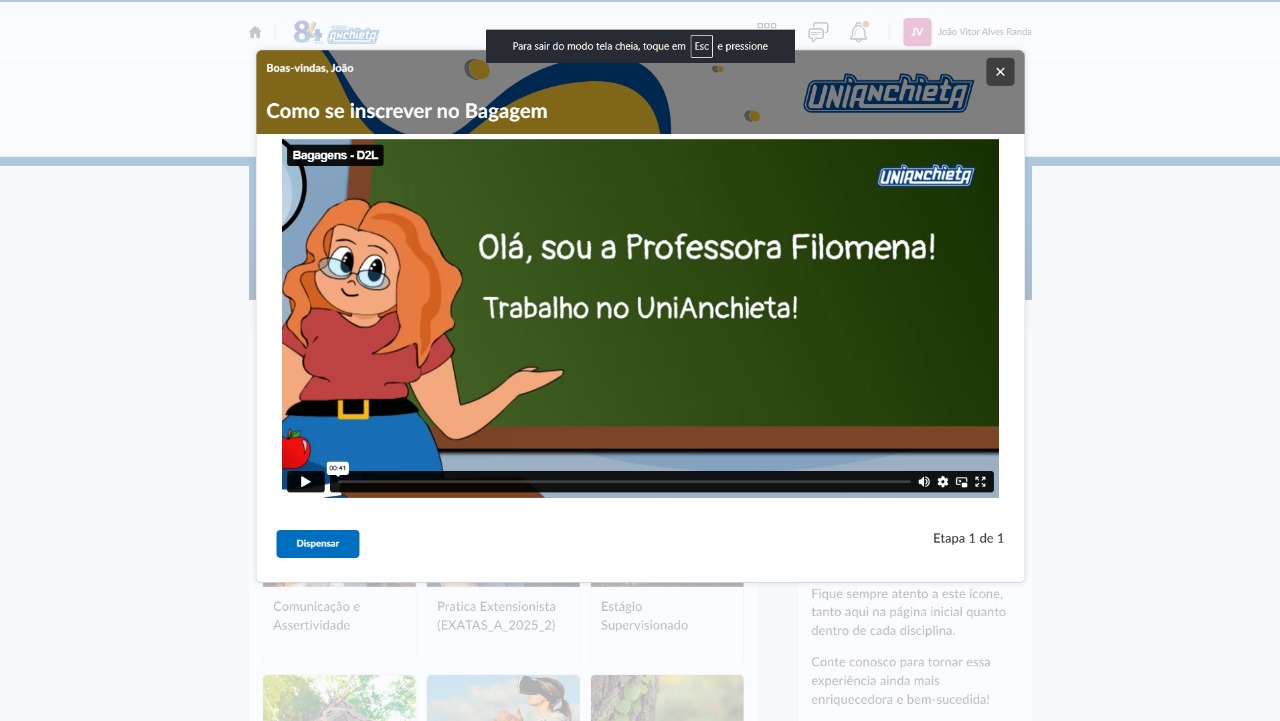 84
UNIANCHIETA
JV
João Vitor Alves Randa
Para sair do modo tela cheia, toque em Esc e pressione
Boas-vindas, João
Como se inscrever no Bagagem
UNIANCHIETA
Bagagens - D2L
UNIANCHIETA
Olá, sou a Professora Filomena!
Trabalho no UniAnchieta!
00:41
Dispensar
Etapa 1 de 1
Comunicação e
Assertividade
Pratica Extensionista
(EXATAS_A_2025_2)
Estágio
Supervisionado
Fique sempre atento a este ícone,
tanto aqui na página inicial quanto
dentro de cada disciplina.
Conte conosco para tornar essa
experiência ainda mais
enriquecedora e bem-sucedida!